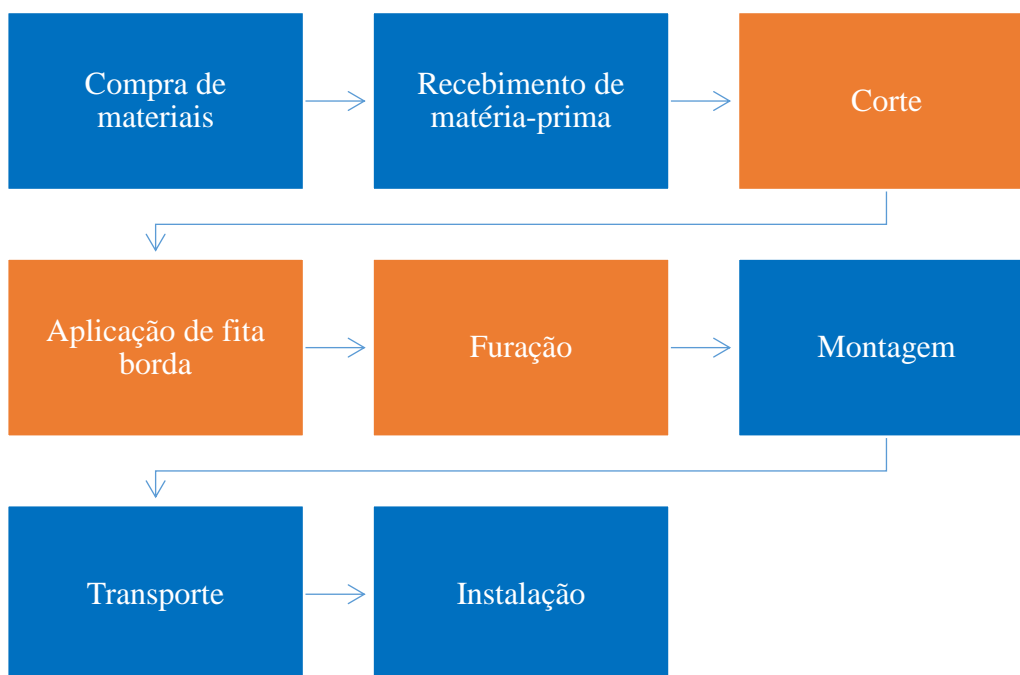 Compra de
materiais
Recebimento de
matéria-prima
Corte
Aplicação de fita
borda
Furação
Montagem
Transporte
Instalação